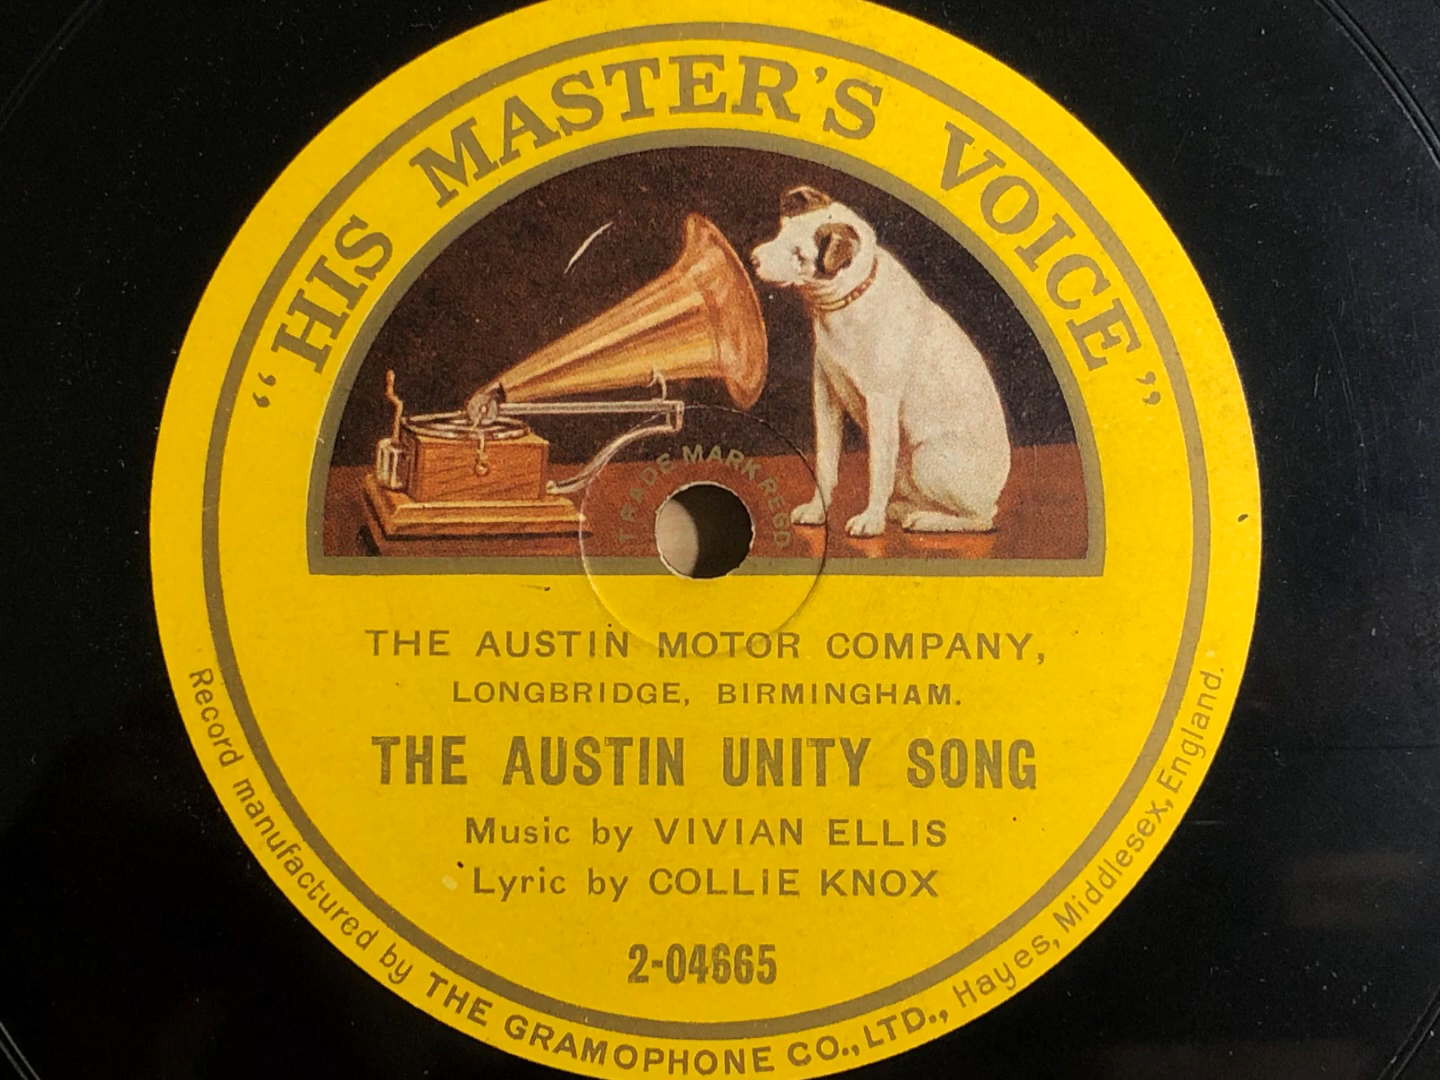 "HIS MASTER'S VOICE"
TRADE MARK REGD
THE AUSTIN MOTOR COMPANY,
LONGBRIDGE, BIRMINGHAM.
THE AUSTIN UNITY SONG
Music by VIVIAN ELLIS
Lyric by COLLIE KNOX
2-04665
Record manufactured by THE GRAMOPHONE CO., LTD., Hayes, Middlesex, England.